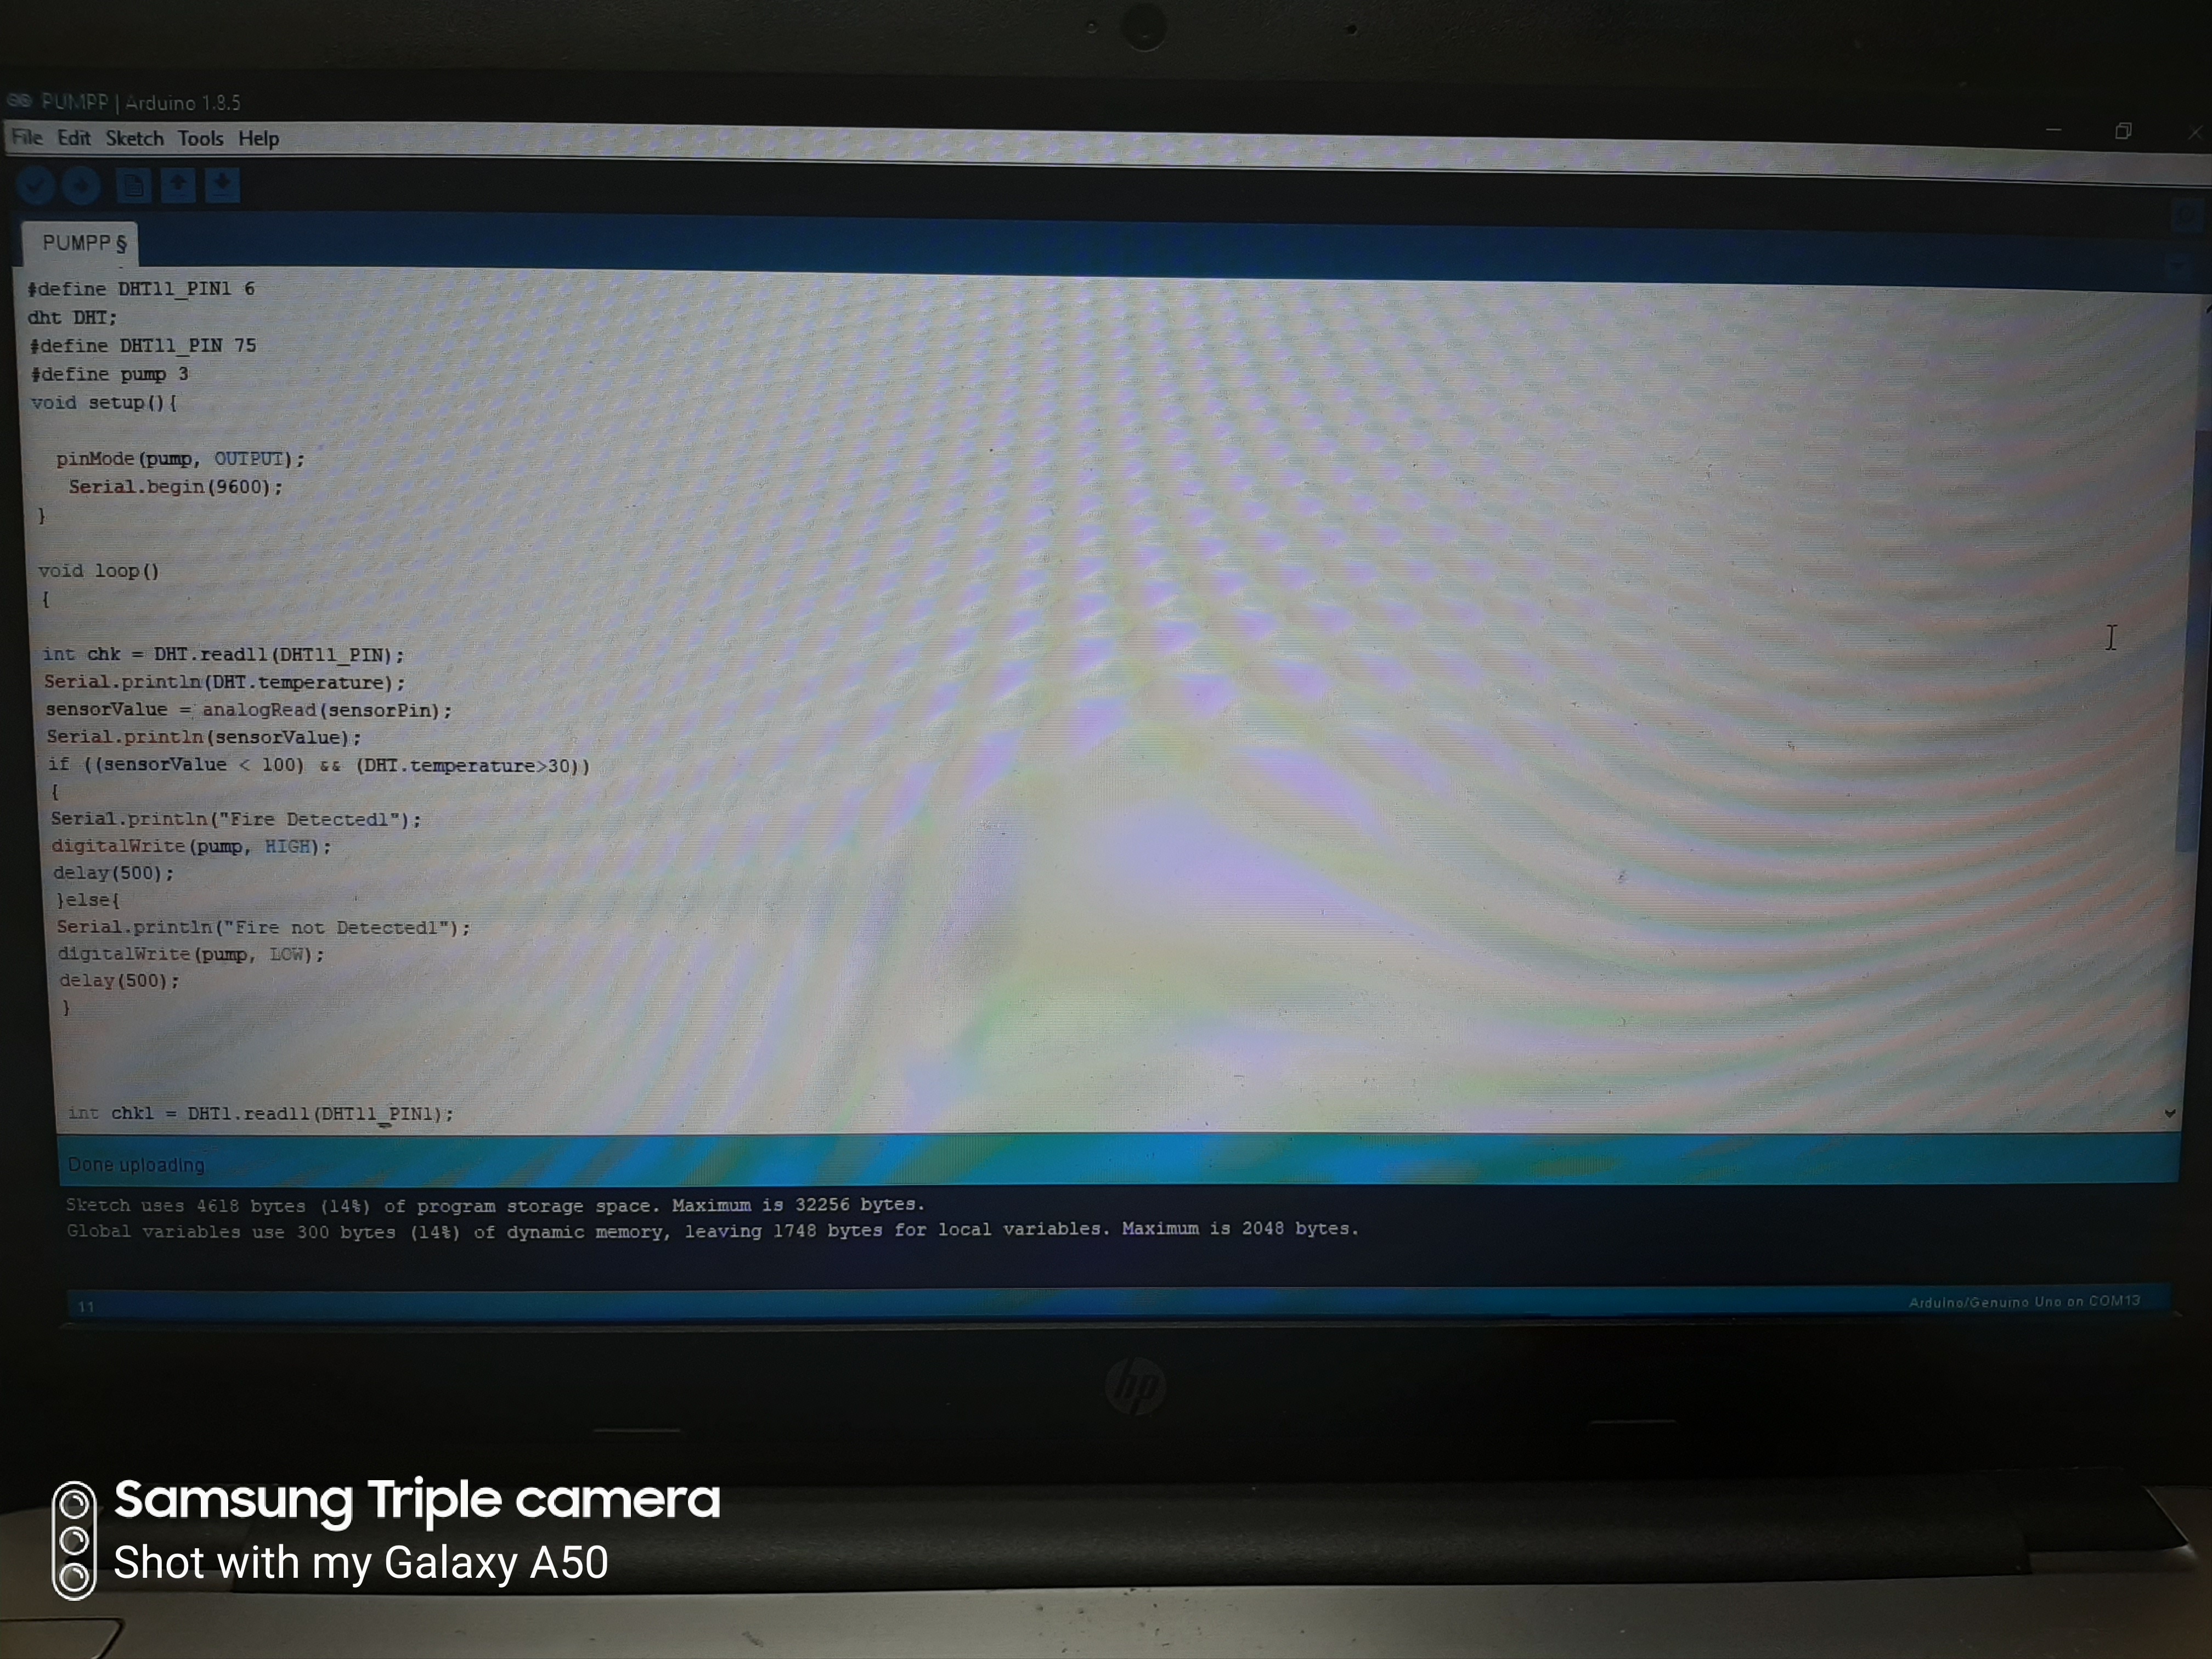 PUMPP | Arduino 1.8.5
File Edit Sketch Tools Help
PUMPP §
#define DHT11_PIN1 6
dht DHT;
#define DHT11_PIN 75
#define pump 3
void setup(){
pinMode(pump, OUTPUT);
Serial.begin(9600);
}
void loop()
{
int chk = DHT.read11(DHT11_PIN);
Serial.println(DHT.temperature);
sensorValue = analogRead(sensorPin);
Serial.println(sensorValue);
if ((sensorValue < 100) && (DHT.temperature>30))
{
Serial.println("Fire Detected1");
digitalWrite(pump, HIGH);
delay(500);
}else{
Serial.println("Fire not Detected1");
digitalWrite(pump, LOW);
delay(500);
}
int chk1 = DHT1.read11(DHT11_PIN1);
Done uploading
Sketch uses 4618 bytes (14%) of program storage space. Maximum is 32256 bytes.
Global variables use 300 bytes (14%) of dynamic memory, leaving 1748 bytes for local variables. Maximum is 2048 bytes.
11
Arduino/Genuino Uno on COM13
hp
Samsung Triple camera
Shot with my Galaxy A50